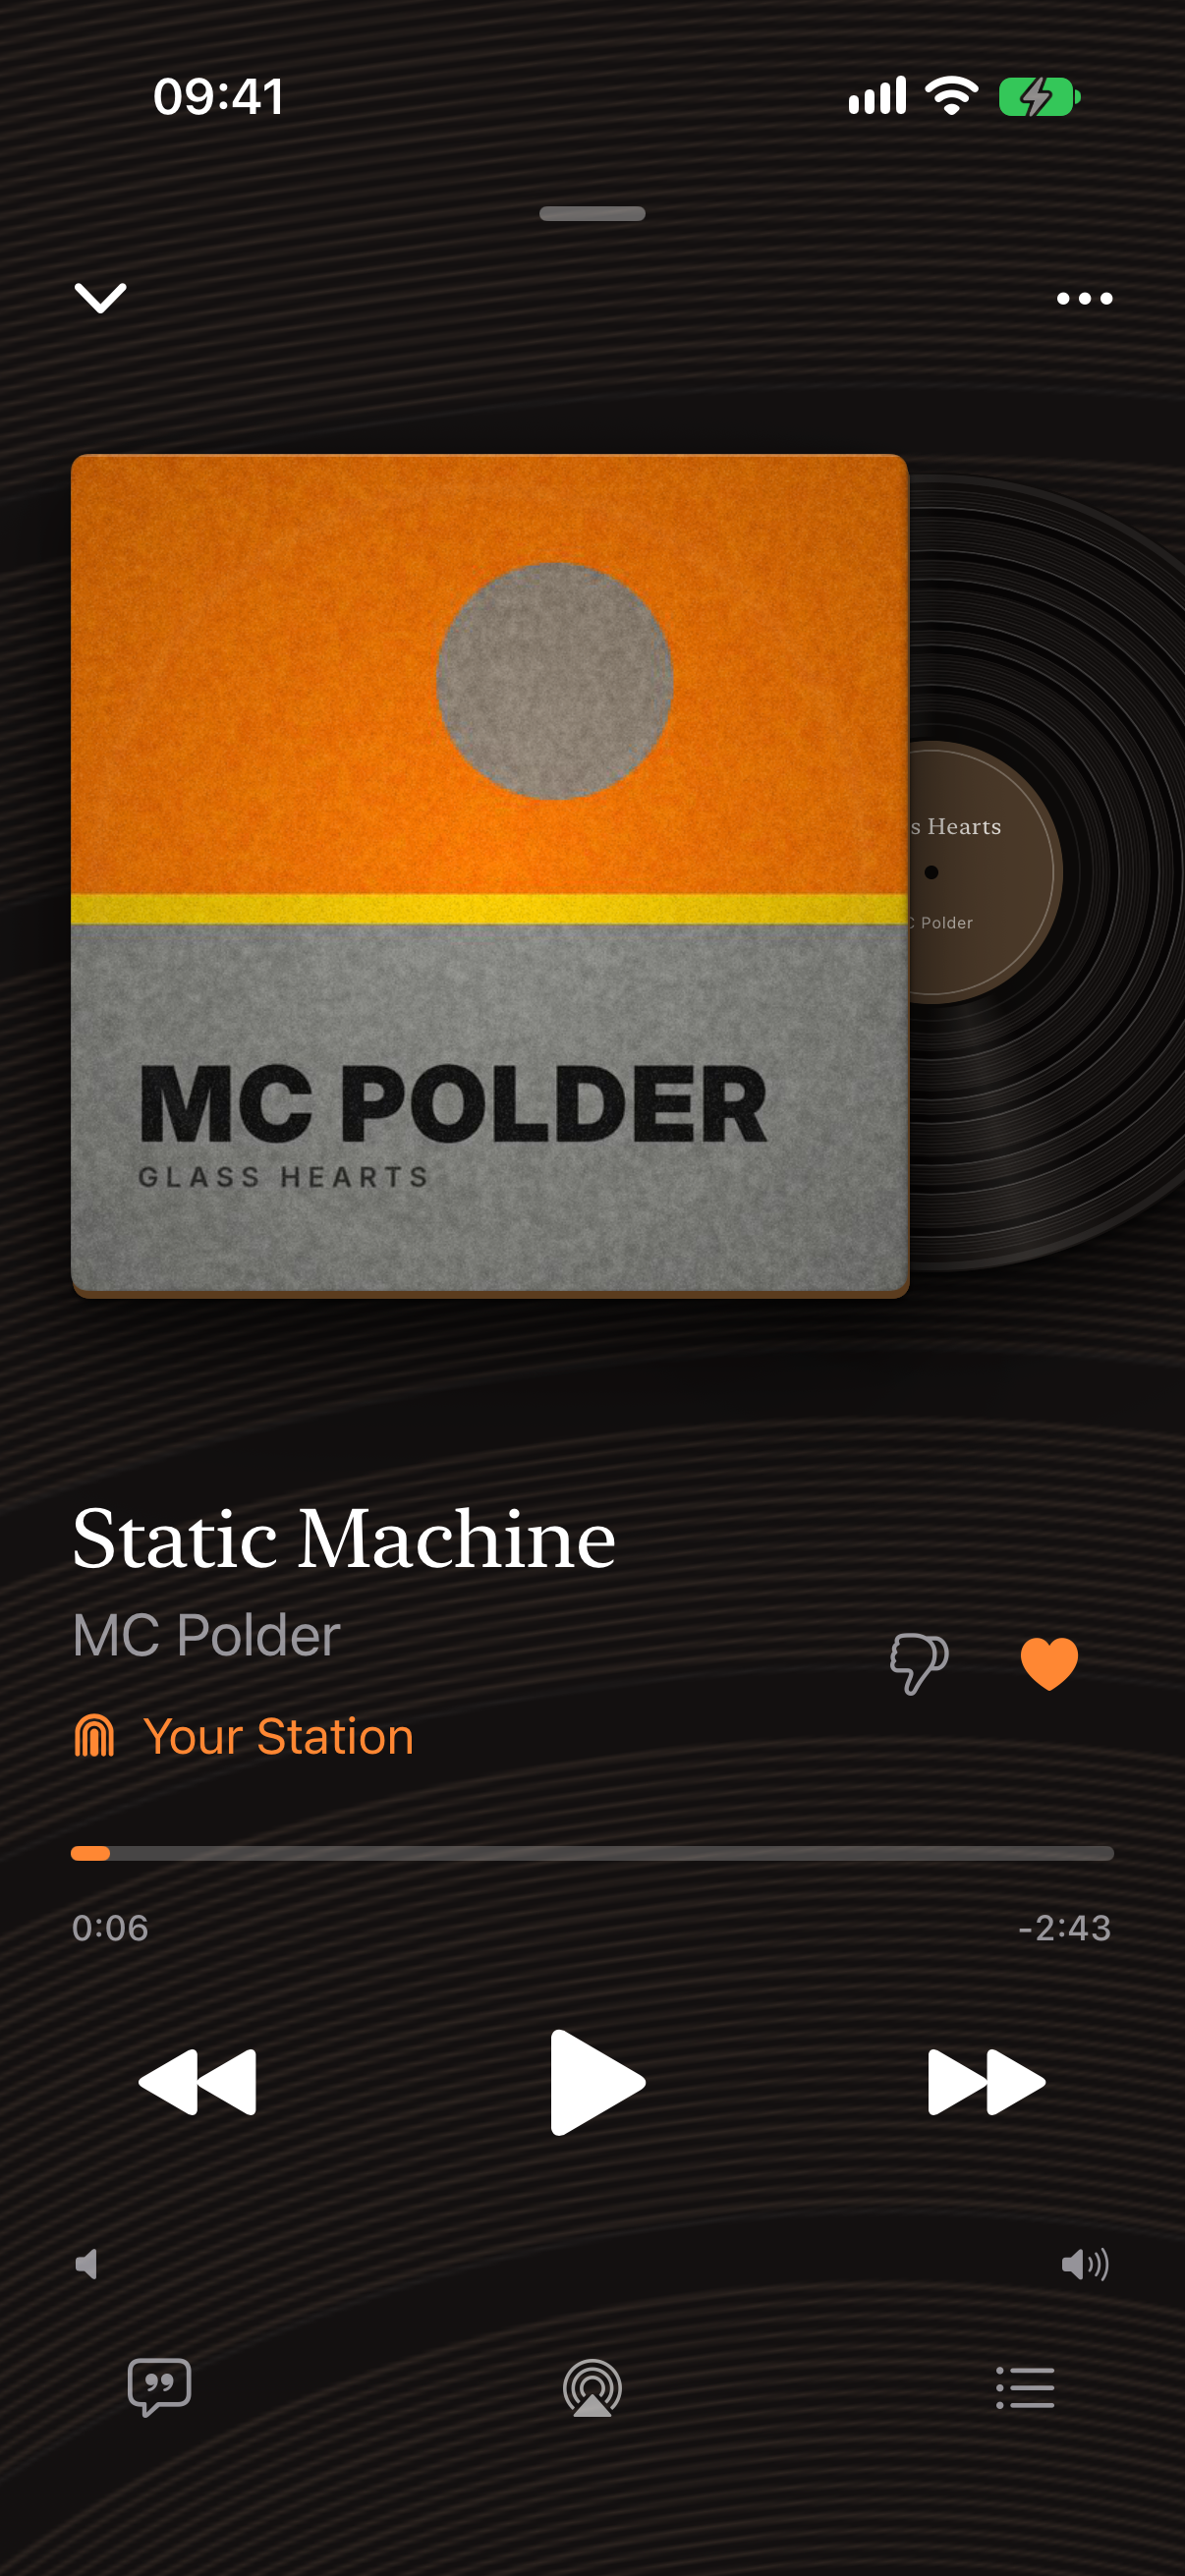 09:41
s Hearts
C Polder
MC POLDER
GLASS HEARTS
Static Machine
MC Polder
Your Station
0:06
-2:43